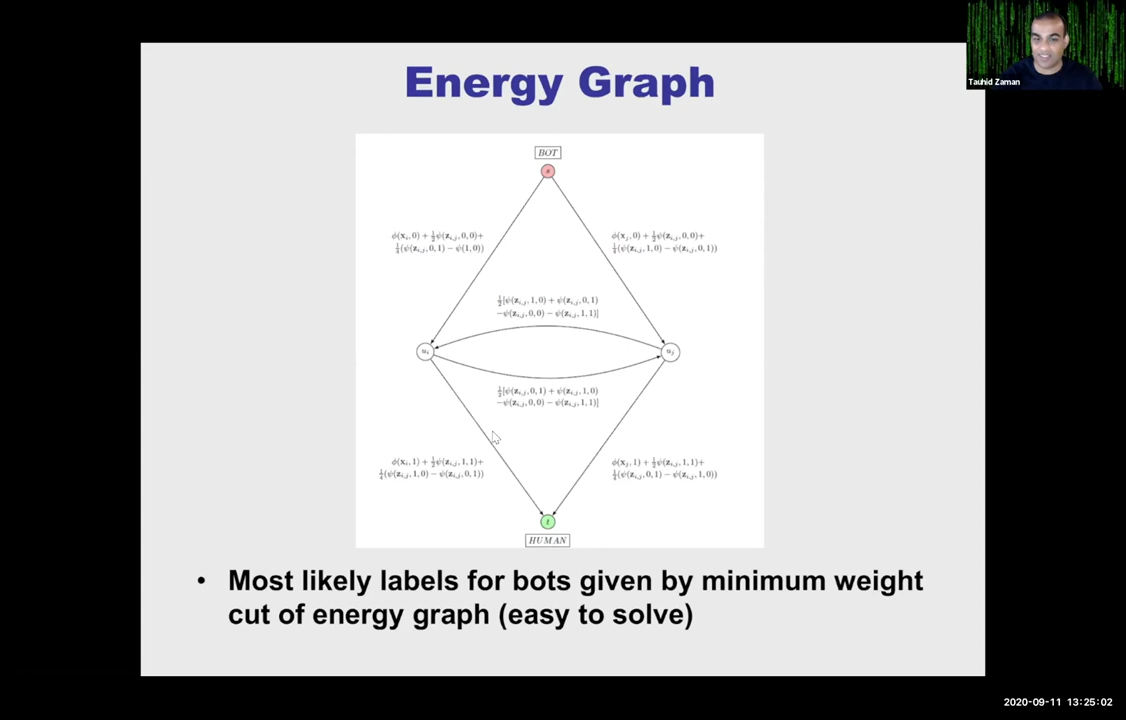 Tauhid Zaman
Energy Graph
BOT
s
ϕ(x_i, 0) + ½ψ(z_{i,j}, 0, 0)+
¼(ψ(z_{i,j}, 0, 1) − ψ(1, 0))
ϕ(x_j, 0) + ½ψ(z_{i,j}, 0, 0)+
¼(ψ(z_{i,j}, 1, 0) − ψ(z_{i,j}, 0, 1))
½[ψ(z_{i,j}, 1, 0) + ψ(z_{i,j}, 0, 1)
−ψ(z_{i,j}, 0, 0) − ψ(z_{i,j}, 1, 1)]
u_i
u_j
½[ψ(z_{i,j}, 0, 1) + ψ(z_{i,j}, 1, 0)
−ψ(z_{i,j}, 0, 0) − ψ(z_{i,j}, 1, 1)]
ϕ(x_i, 1) + ½ψ(z_{i,j}, 1, 1)+
¼(ψ(z_{i,j}, 1, 0) − ψ(z_{i,j}, 0, 1))
ϕ(x_j, 1) + ½ψ(z_{i,j}, 1, 1)+
¼(ψ(z_{i,j}, 0, 1) − ψ(z_{i,j}, 1, 0))
t
HUMAN
• Most likely labels for bots given by minimum weight
cut of energy graph (easy to solve)
2020-09-11 13:25:02